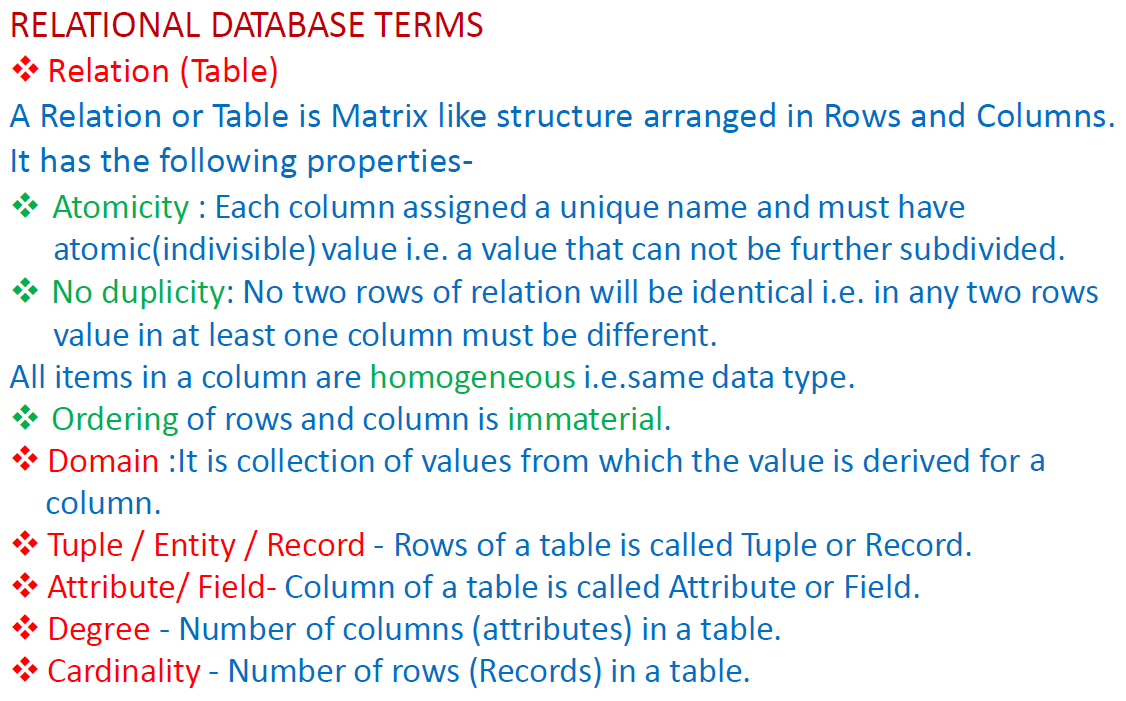 RELATIONAL DATABASE TERMS
❖ Relation (Table)
A Relation or Table is Matrix like structure arranged in Rows and Columns.
It has the following properties-
❖ Atomicity : Each column assigned a unique name and must have
atomic(indivisible) value i.e. a value that can not be further subdivided.
❖ No duplicity: No two rows of relation will be identical i.e. in any two rows
value in at least one column must be different.
All items in a column are homogeneous i.e.same data type.
❖ Ordering of rows and column is immaterial.
❖ Domain :It is collection of values from which the value is derived for a
column.
❖ Tuple / Entity / Record - Rows of a table is called Tuple or Record.
❖ Attribute/ Field- Column of a table is called Attribute or Field.
❖ Degree - Number of columns (attributes) in a table.
❖ Cardinality - Number of rows (Records) in a table.